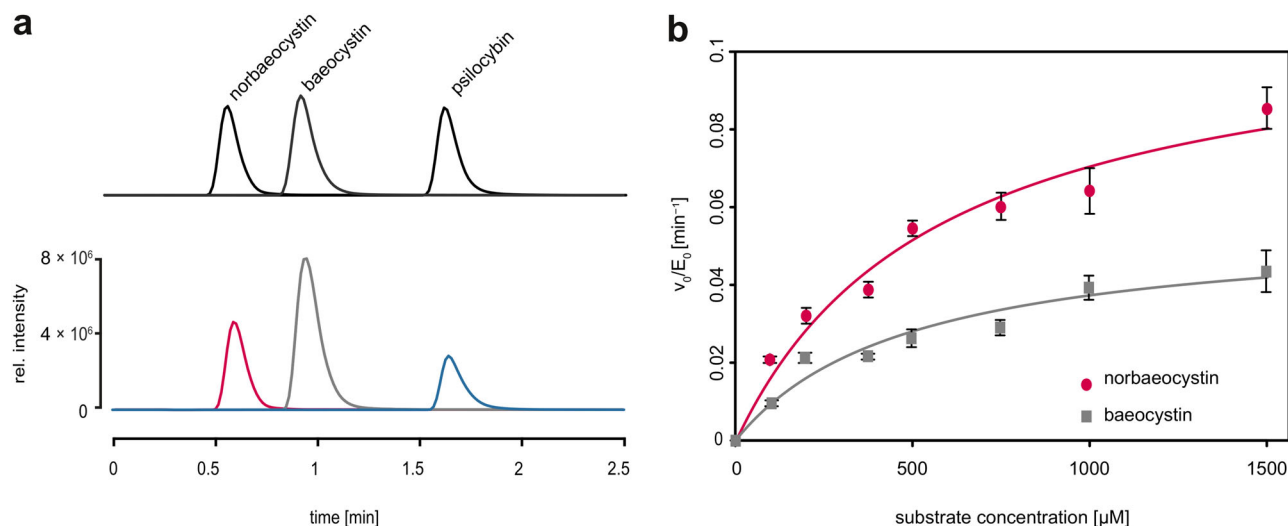 a
norbaeocystin
baeocystin
psilocybin
rel. intensity
8 × 10⁶
4 × 10⁶
0
0
0.5
1
1.5
2
2.5
time [min]
b
v₀/E₀ [min⁻¹]
0.1
0.08
0.06
0.04
0.02
0
norbaeocystin
baeocystin
0
500
1000
1500
substrate concentration [µM]